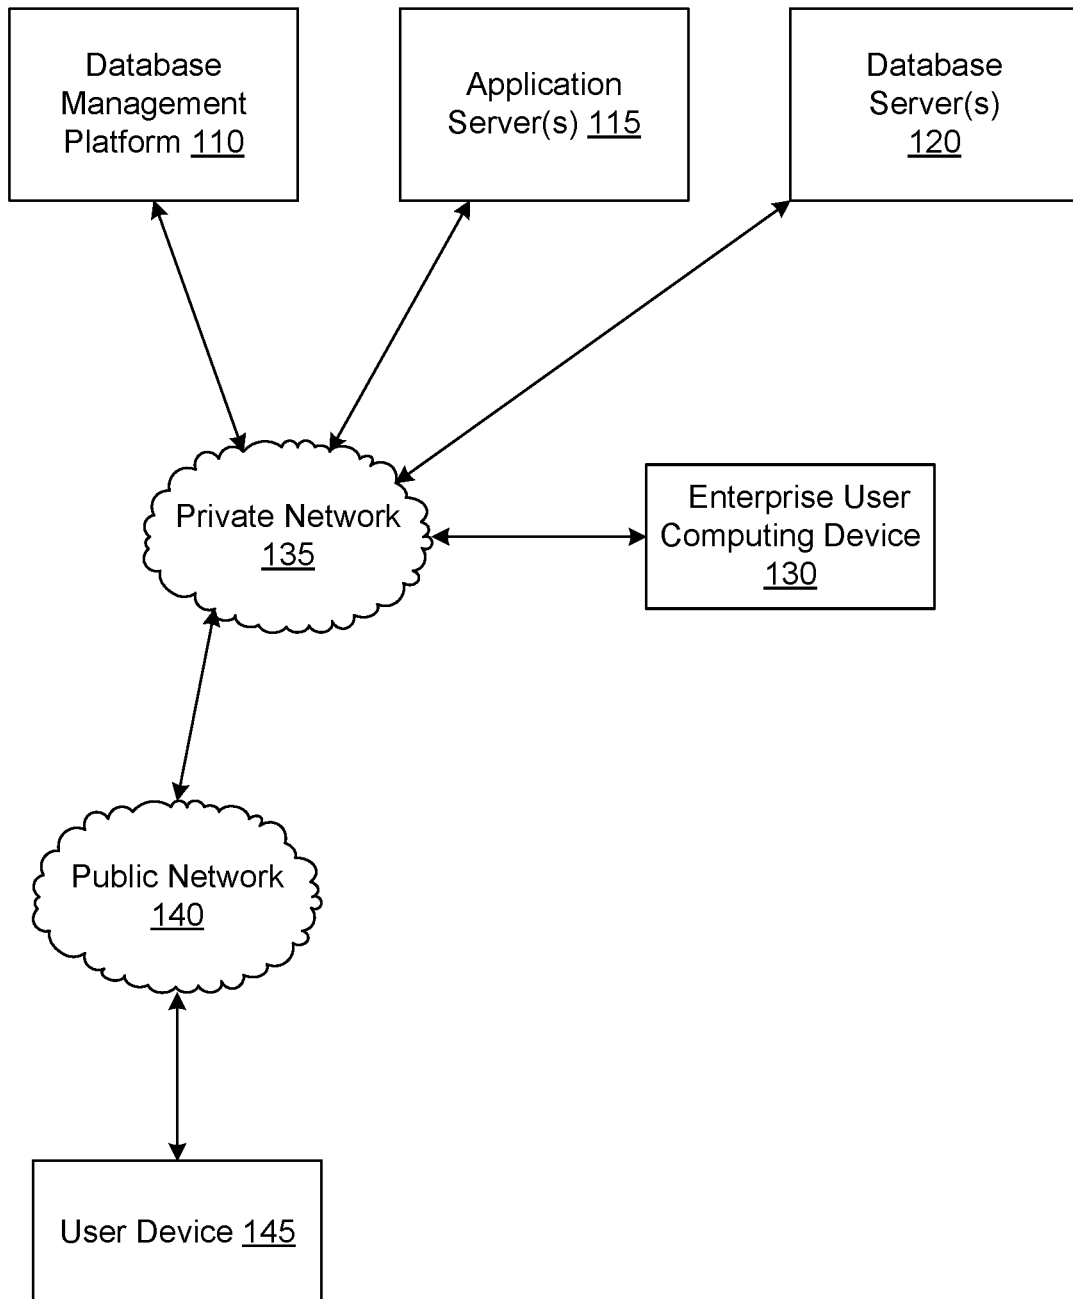 Database
Management
Platform 110
Application
Server(s) 115
Database
Server(s)
120
Private Network
135
Enterprise User
Computing Device
130
Public Network
140
User Device 145